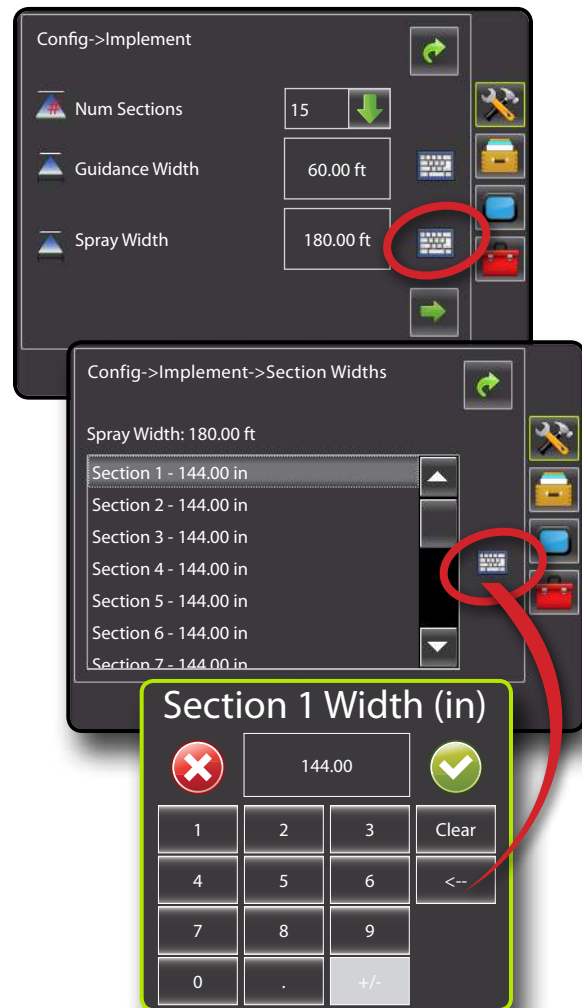 Config->Implement
Num Sections
15
Guidance Width
60.00 ft
Spray Width
180.00 ft
Config->Implement->Section Widths
Spray Width: 180.00 ft
Section 1 - 144.00 in
Section 2 - 144.00 in
Section 3 - 144.00 in
Section 4 - 144.00 in
Section 5 - 144.00 in
Section 6 - 144.00 in
Section 7 - 144.00 in
Section 1 Width (in)
144.00
1 2 3 Clear
4 5 6 <--
7 8 9
0 . +/-